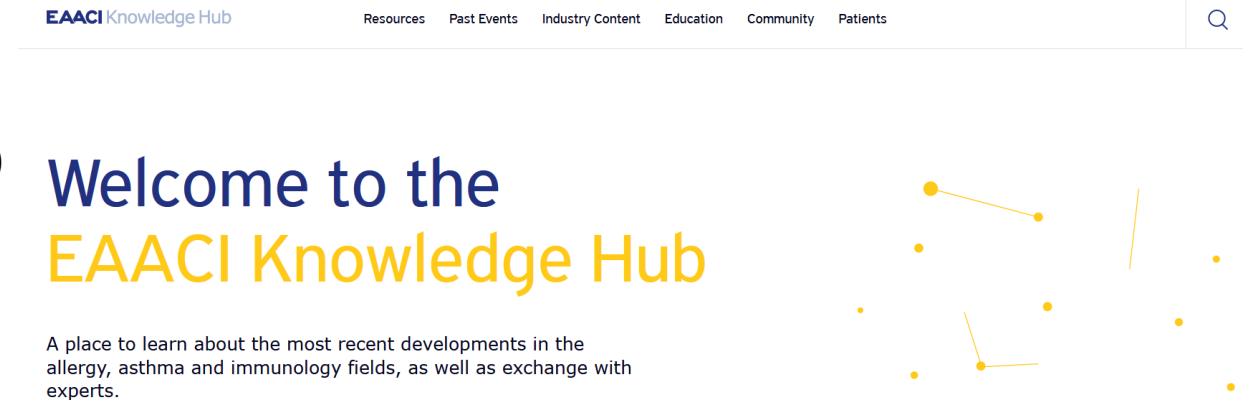 EAACI Knowledge Hub
Resources Past Events Industry Content Education Community Patients
Welcome to the
EAACI Knowledge Hub
A place to learn about the most recent developments in the
allergy, asthma and immunology fields, as well as exchange with
experts.